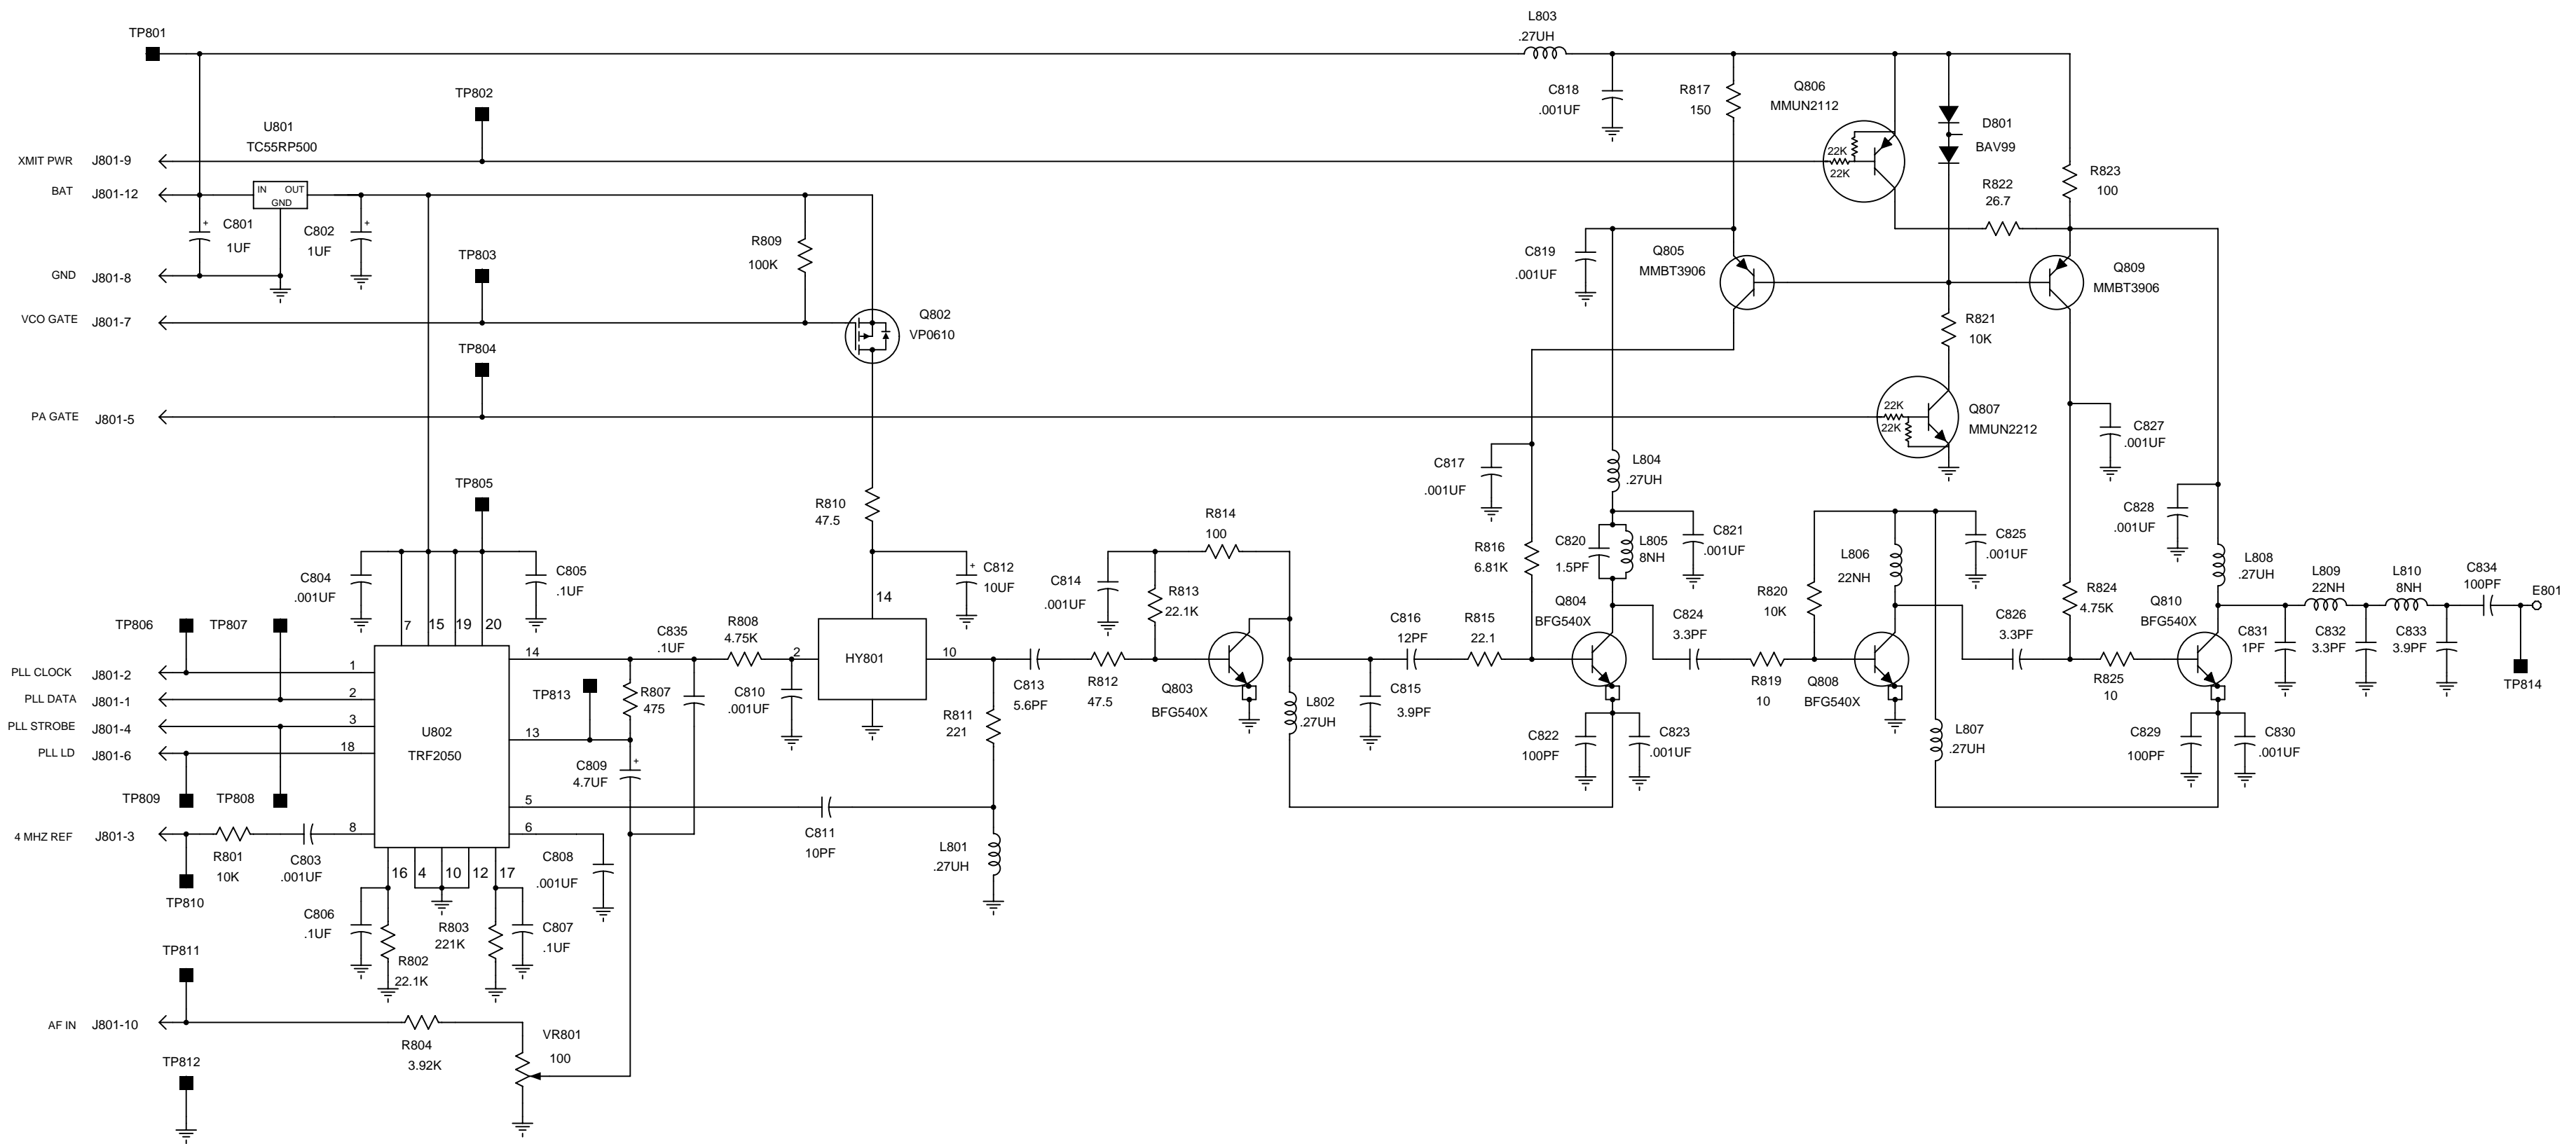 L803
.27UH
TP801
TP802
C818
.001UF
R817
150
Q806
MMUN2112
D801
BAV99
22K
22K
U801
TC55RP500
XMIT PWR J801-9
BAT J801-12
IN OUT
GND
C801
1UF
C802
1UF
R823
100
R822
26.7
R809
100K
TP803
C819
.001UF
Q805
MMBT3906
Q809
MMBT3906
GND J801-8
VCO GATE J801-7
Q802
VP0610
R821
10K
TP804
PA GATE J801-5
22K
22K
Q807
MMUN2212
C827
.001UF
C817
.001UF
L804
.27UH
TP805
R810
47.5
R814
100
C828
.001UF
R816
6.81K
C820
1.5PF
L805
8NH
C821
.001UF
L806
22NH
C825
.001UF
L808
.27UH
C804
.001UF
C805
.1UF
C812
10UF
C814
.001UF
R813
22.1K
R820
10K
R824
4.75K
L809
22NH
L810
8NH
C834
100PF
E801
7 15 19 20
14
TP806 TP807
R808
4.75K
C835
.1UF
C816
12PF
R815
22.1
Q804
BFG540X
C824
3.3PF
C826
3.3PF
Q810
BFG540X
C831
1PF
C832
3.3PF
C833
3.9PF
PLL CLOCK J801-2
1
14
2
HY801
10
PLL DATA J801-1
2
TP813
R807
475
C810
.001UF
C813
5.6PF
R812
47.5
Q803
BFG540X
L802
.27UH
C815
3.9PF
R819
10
Q808
BFG540X
R825
10
TP814
PLL STROBE J801-4
3
U802
TRF2050
13
R811
221
PLL LD J801-6
18
C809
4.7UF
C822
100PF
C823
.001UF
L807
.27UH
C829
100PF
C830
.001UF
TP809 TP808
5
C811
10PF
4 MHZ REF J801-3
8
6
R801
10K
C803
.001UF
L801
.27UH
C808
.001UF
16 4 10 12 17
TP810
C806
.1UF
R803
221K
C807
.1UF
R802
22.1K
TP811
AF IN J801-10
R804
3.92K
VR801
100
TP812